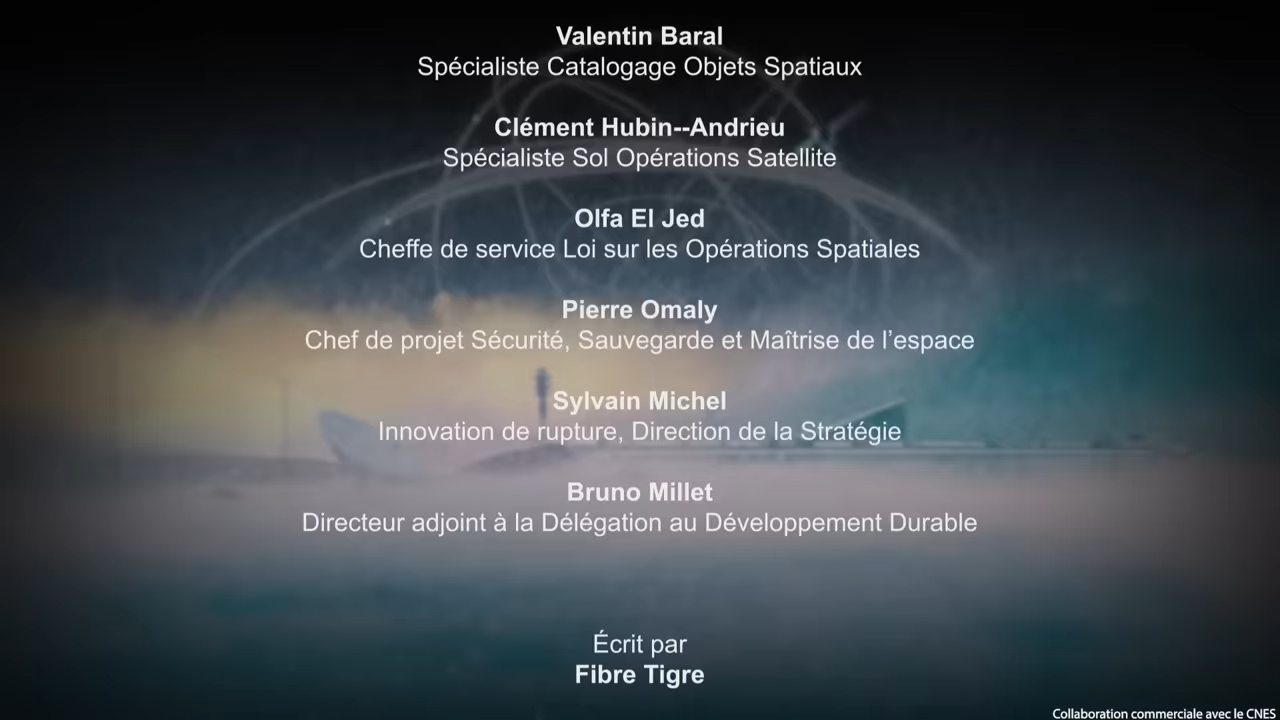 Valentin Baral
Spécialiste Catalogage Objets Spatiaux
Clément Hubin--Andrieu
Spécialiste Sol Opérations Satellite
Olfa El Jed
Cheffe de service Loi sur les Opérations Spatiales
Pierre Omaly
Chef de projet Sécurité, Sauvegarde et Maîtrise de l’espace
Sylvain Michel
Innovation de rupture, Direction de la Stratégie
Bruno Millet
Directeur adjoint à la Délégation au Développement Durable
Écrit par
Fibre Tigre
Collaboration commerciale avec le CNES